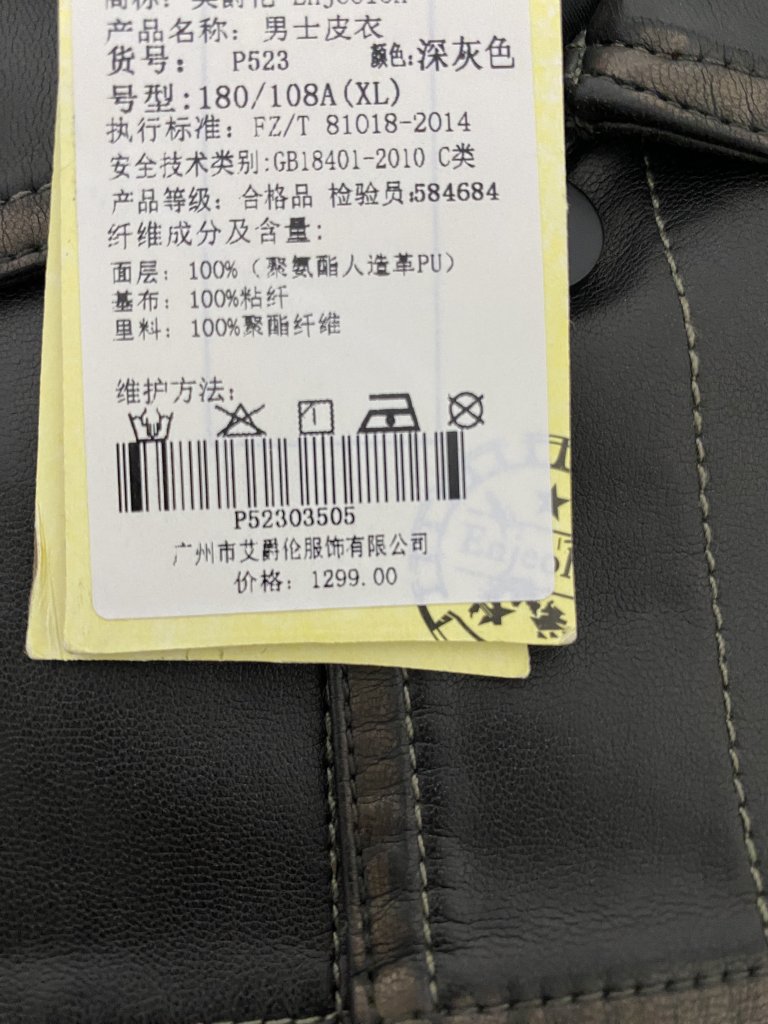 产品名称: 男士皮衣
货号: P523 颜色:深灰色
号型:180/108A(XL)
执行标准: FZ/T 81018-2014
安全技术类别:GB18401-2010 C类
产品等级: 合格品 检验员:584684
纤维成分及含量:
面层: 100%(聚氨酯人造革PU)
基布: 100%粘纤
里料: 100%聚酯纤维
维护方法:
P52303505
广州市艾爵伦服饰有限公司
价格: 1299.00